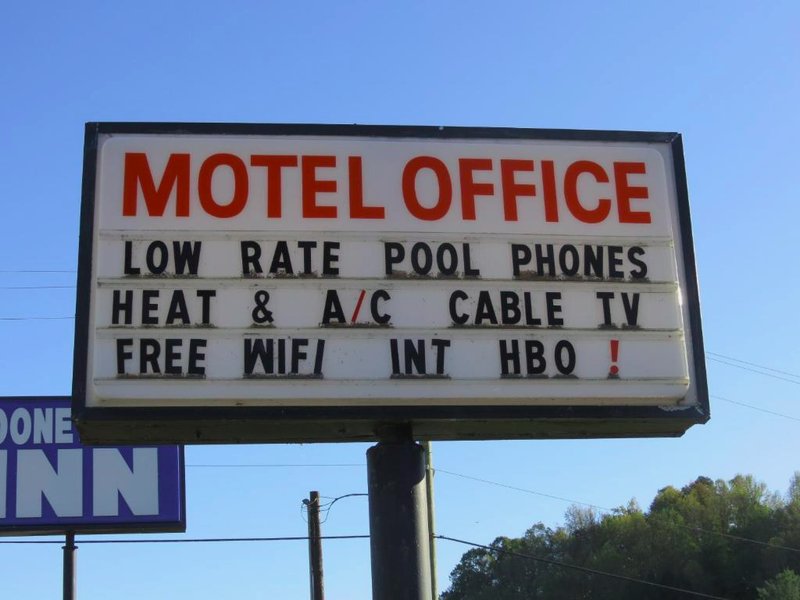 MOTEL OFFICE
LOW RATE POOL PHONES
HEAT & A/C CABLE TV
FREE WIFI INT HBO !
OONE
INN